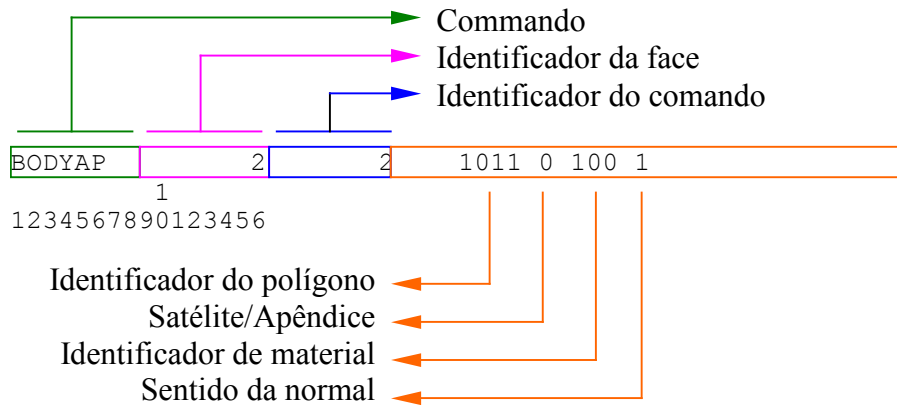 Commando
Identificador da face
Identificador do comando
BODYAP 2 2 1011 0 100 1
1
1234567890123456
Identificador do polígono
Satélite/Apêndice
Identificador de material
Sentido da normal